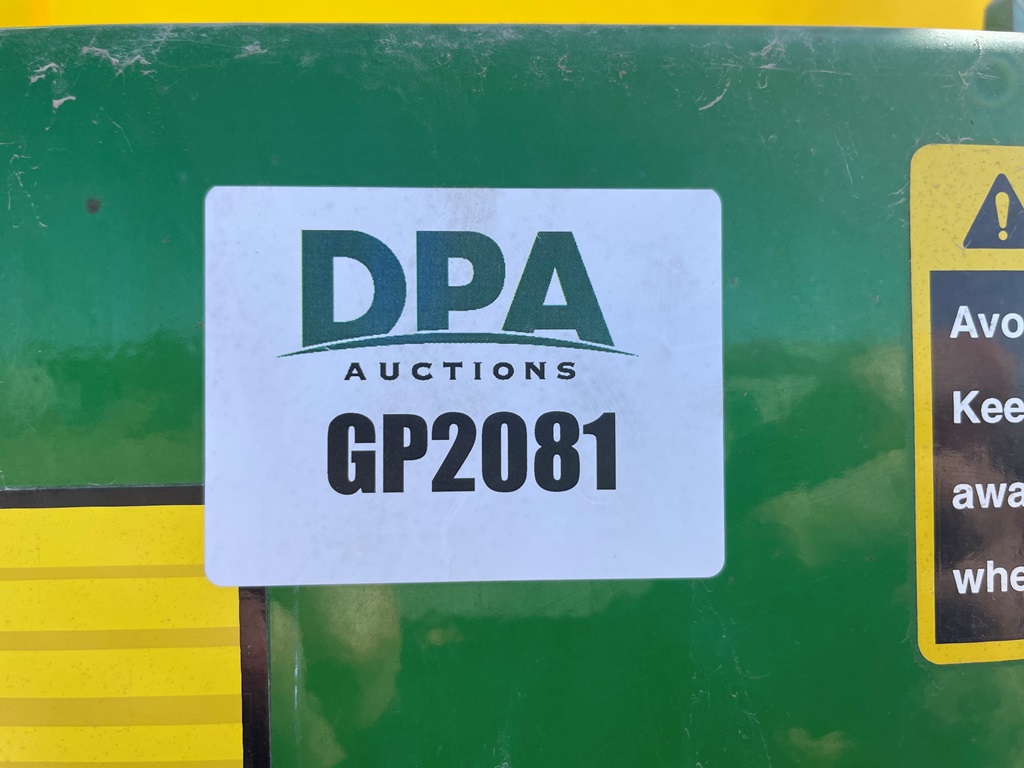 DPA
AUCTIONS
GP2081
Avo
Kee
awa
whe